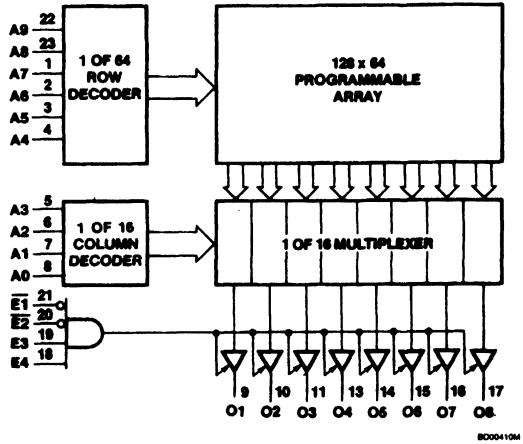 A9 22
A8 23
A7 1
A6 2
A5 3
A4 4
1 OF 64
ROW
DECODER
128 x 64
PROGRAMMABLE
ARRAY
A3 5
A2 6
A1 7
A0 8
1 OF 16
COLUMN
DECODER
1 OF 16 MULTIPLEXER
E1 21
E2 20
E3 19
E4 18
9 10 11 13 14 15 16 17
O1 O2 O3 O4 O5 O6 O7 O8
BD00410M